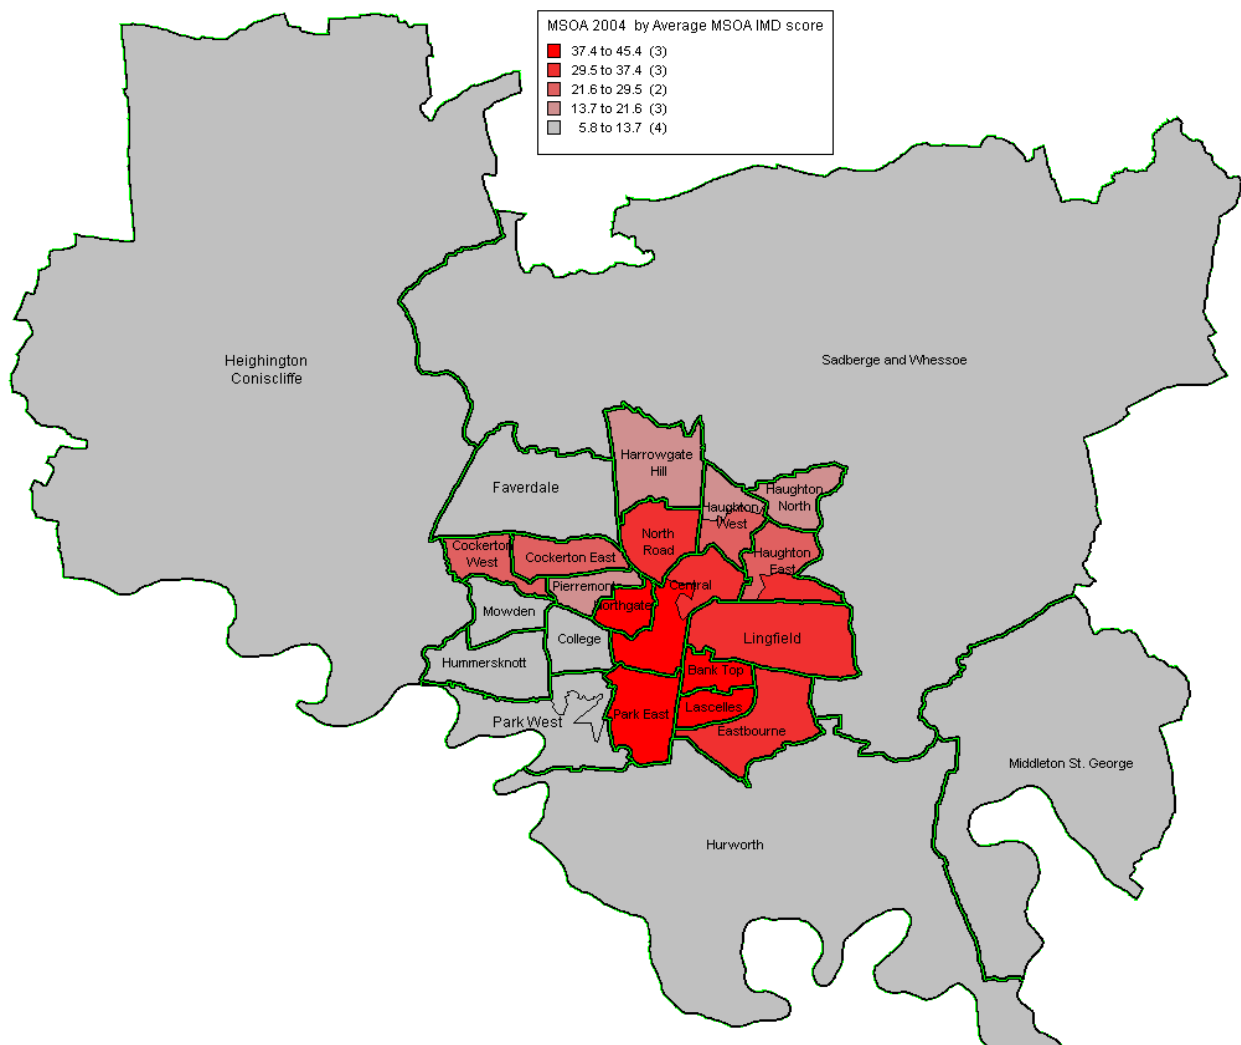 MSOA 2004 by Average MSOA IMD score
37.4 to 45.4 (3)
29.5 to 37.4 (3)
21.6 to 29.5 (2)
13.7 to 21.6 (3)
5.8 to 13.7 (4)
Heighington
Coniscliffe
Sadberge and Whessoe
Harrowgate
Hill
Faverdale
Haughton
North
Haughton
West
North
Road
Cockerton
West
Cockerton East
Haughton
East
Pierremont
Central
Northgate
Mowden
College
Lingfield
Hummersknott
Bank Top
Lascelles
Park East
Park West
Eastbourne
Middleton St. George
Hurworth